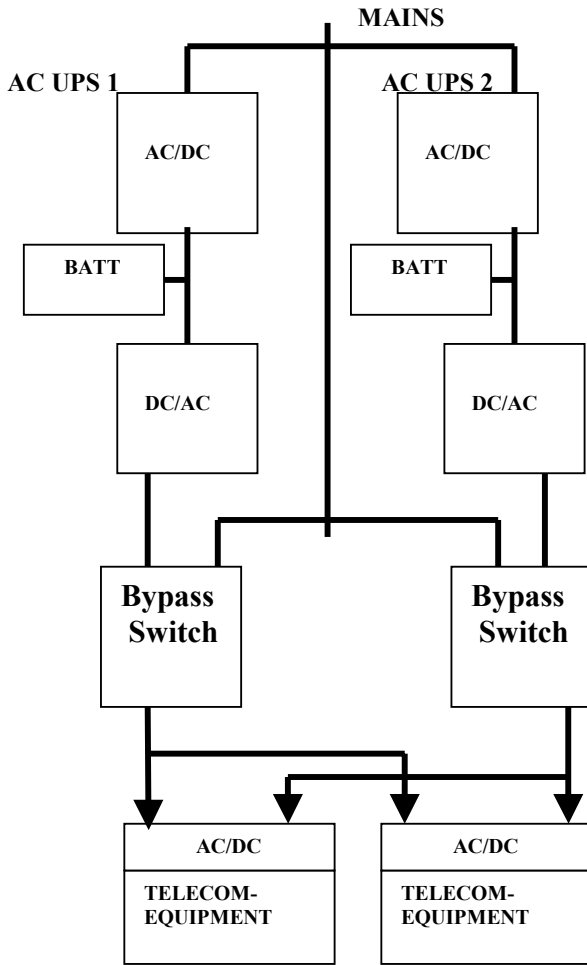 MAINS
AC UPS 1
AC UPS 2
AC/DC
AC/DC
BATT
BATT
DC/AC
DC/AC
Bypass
Switch
Bypass
Switch
AC/DC
AC/DC
TELECOM-
EQUIPMENT
TELECOM-
EQUIPMENT